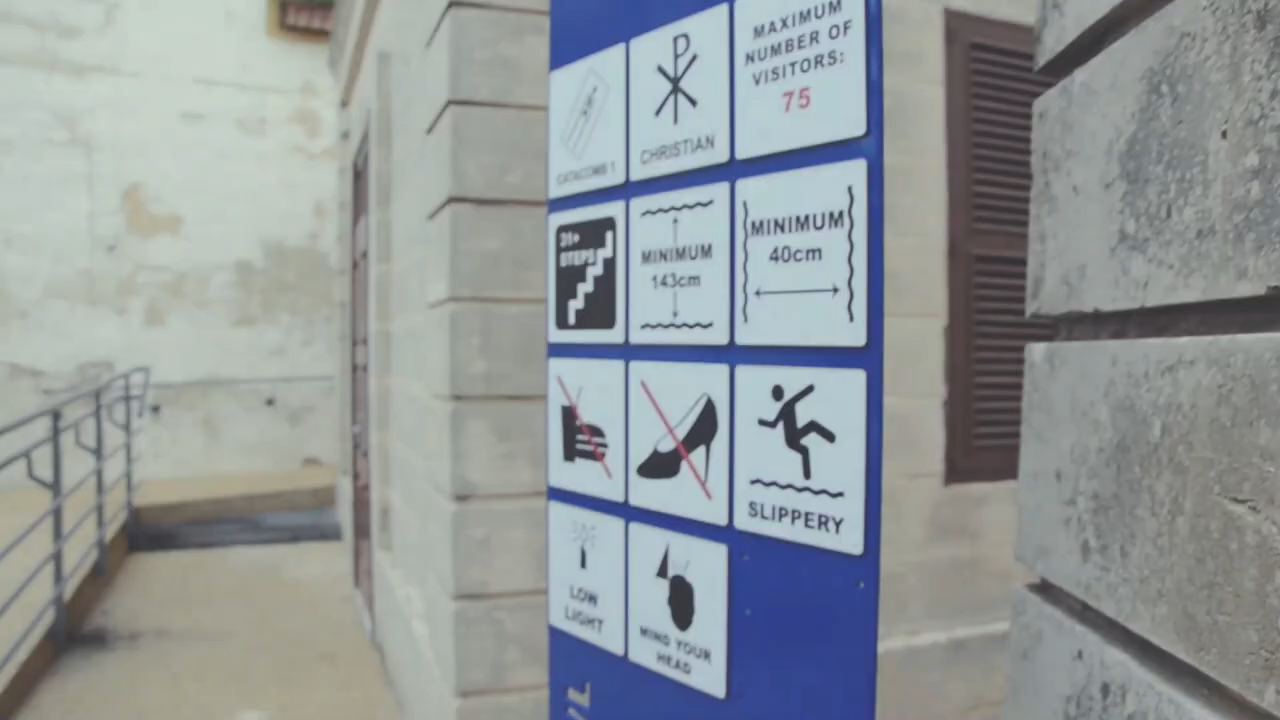 CATACOMB 1
CHRISTIAN
MAXIMUM
NUMBER OF
VISITORS:
75
31+
STEPS
MINIMUM
143cm
MINIMUM
40cm
SLIPPERY
LOW
LIGHT
MIND YOUR
HEAD